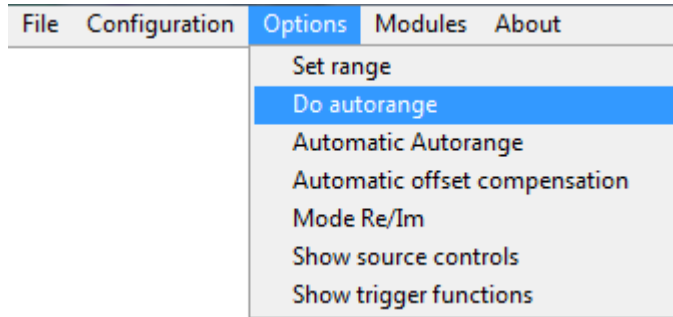 File Configuration Options Modules About
Set range
Do autorange
Automatic Autorange
Automatic offset compensation
Mode Re/Im
Show source controls
Show trigger functions